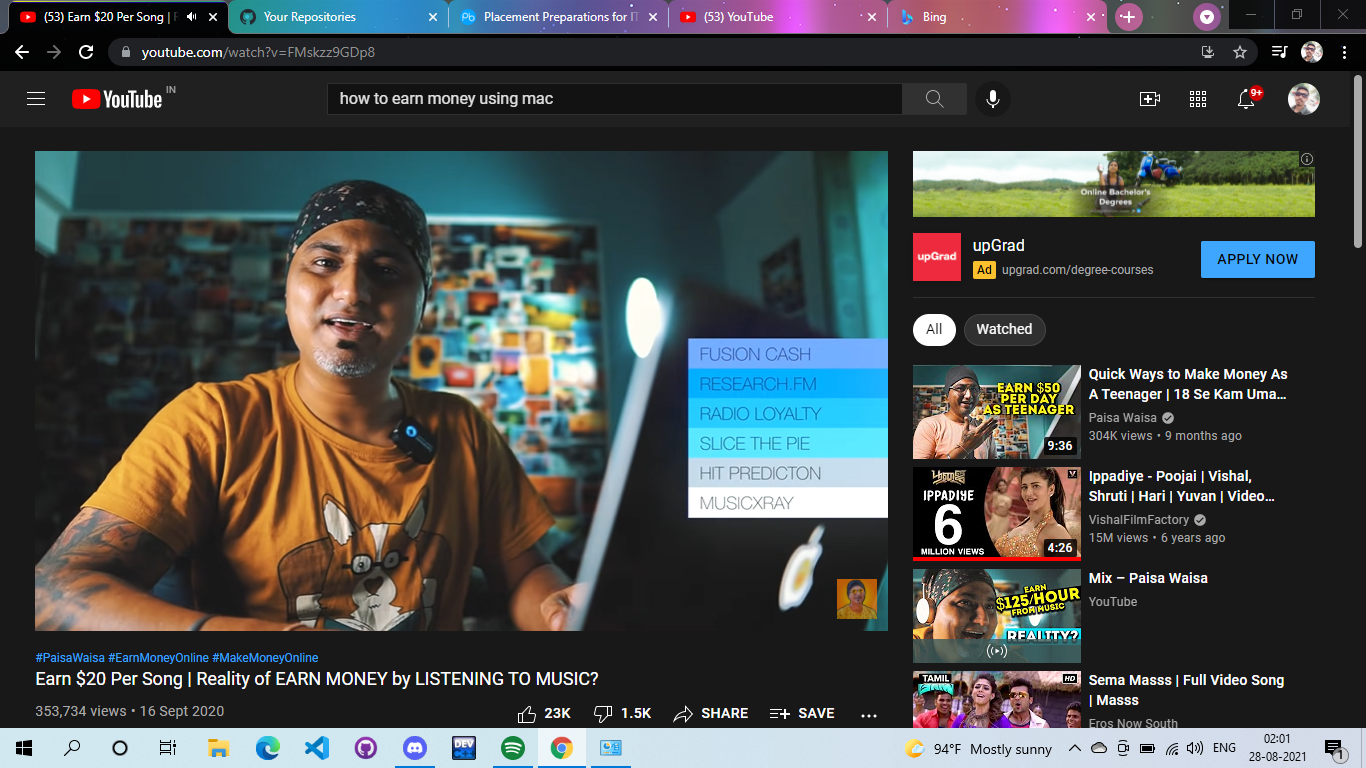 (53) Earn $20 Per Song |
Your Repositories
Placement Preparations for IT
(53) YouTube
Bing
youtube.com/watch?v=FMskzz9GDp8
YouTube IN
how to earn money using mac
9+
FUSION CASH
RESEARCH.FM
RADIO LOYALTY
SLICE THE PIE
HIT PREDICTON
MUSICXRAY
#PaisaWaisa #EarnMoneyOnline #MakeMoneyOnline
Earn $20 Per Song | Reality of EARN MONEY by LISTENING TO MUSIC?
353,734 views • 16 Sept 2020
23K
1.5K
SHARE
SAVE
Online Bachelor's
Degrees
upGrad
upGrad
Ad upgrad.com/degree-courses
APPLY NOW
All
Watched
EARN $50
PER DAY
AS TEENAGER
9:36
Quick Ways to Make Money As
A Teenager | 18 Se Kam Uma...
Paisa Waisa
304K views • 9 months ago
IPPADIYE
6
MILLION VIEWS
4:26
Ippadiye - Poojai | Vishal,
Shruti | Hari | Yuvan | Video...
VishalFilmFactory
15M views • 6 years ago
EARN
$125/HOUR
FROM MUSIC
REALITY?
Mix – Paisa Waisa
YouTube
TAMIL
HD
Sema Masss | Full Video Song
| Masss
Eros Now South
DEV
94°F Mostly sunny
ENG
02:01
28-08-2021
1